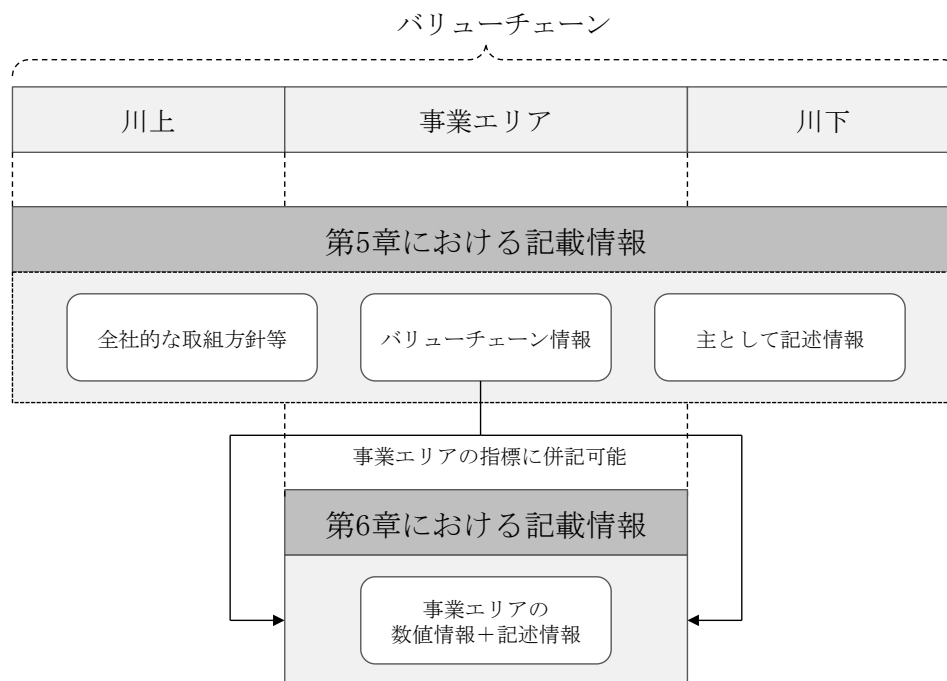 バリューチェーン
川上
事業エリア
川下
第5章における記載情報
全社的な取組方針等
バリューチェーン情報
主として記述情報
事業エリアの指標に併記可能
第6章における記載情報
事業エリアの
数値情報＋記述情報